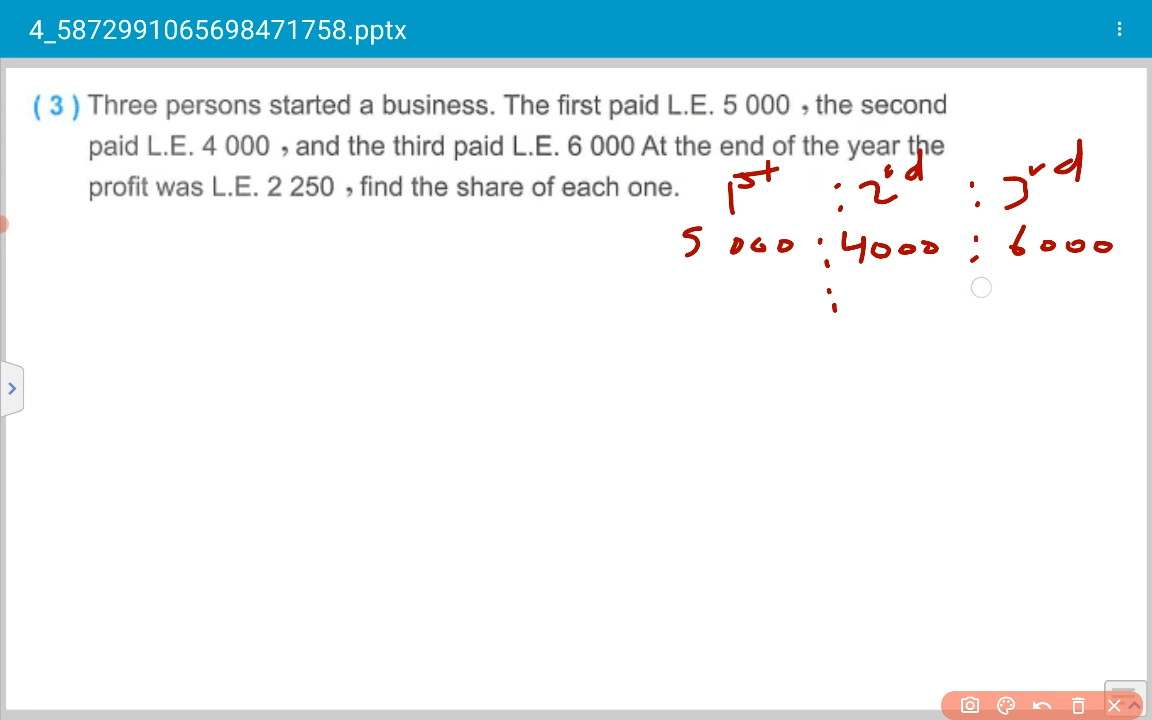 4_5872991065698471758.pptx
( 3 ) Three persons started a business. The first paid L.E. 5 000 , the second
paid L.E. 4 000 , and the third paid L.E. 6 000 At the end of the year the
profit was L.E. 2 250 , find the share of each one.
1st : 2nd : 3rd
5 000 : 4000 : 6000
: